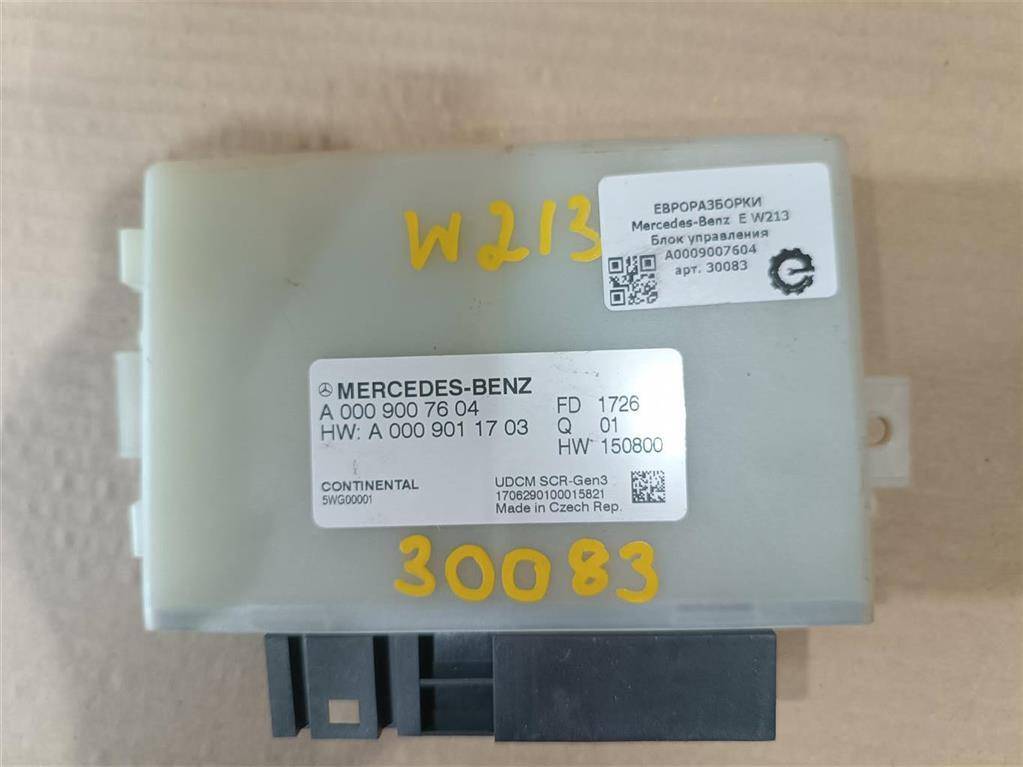 W213
ЕВРОРАЗБОРКИ
Mercedes-Benz E W213
Блок управления
A0009007604
арт. 30083
MERCEDES-BENZ
A 000 900 76 04
HW: A 000 901 17 03
FD 1726
Q 01
HW 150800
CONTINENTAL
5WG00001
UDCM SCR-Gen3
1706290100015821
Made in Czech Rep.
30083